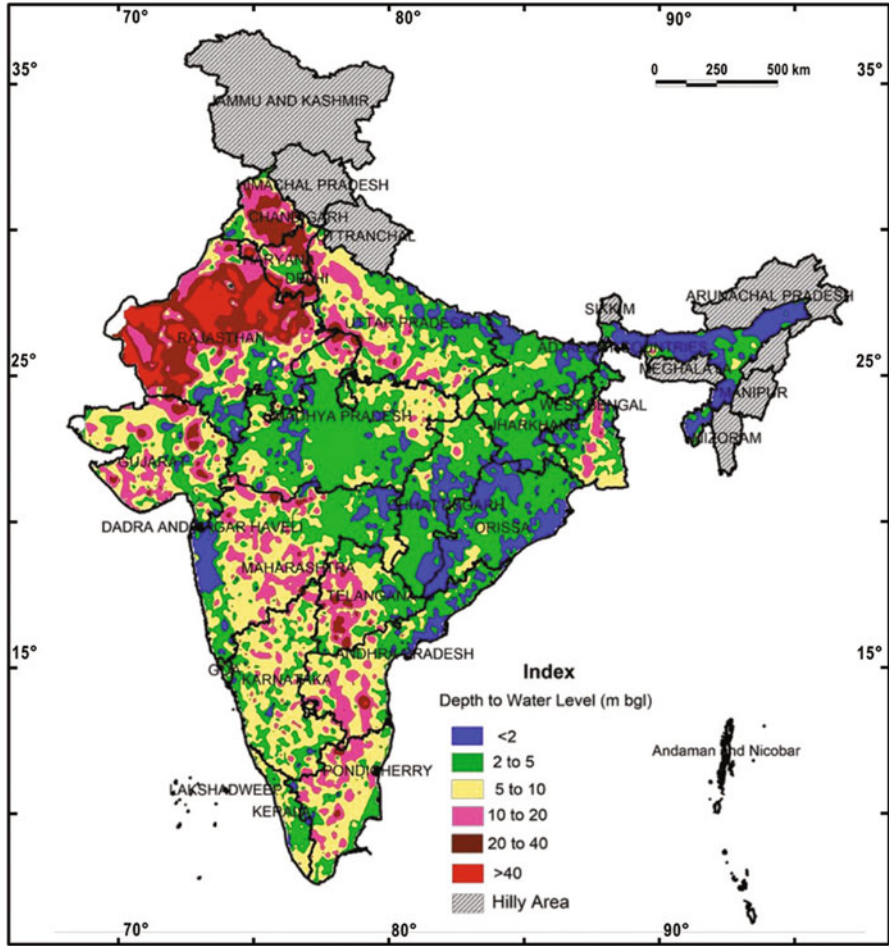 70°
80°
90°
35°
35°
0 250 500 km
JAMMU AND KASHMIR
HIMACHAL PRADESH
CHANDIGARH
UTTRANCHAL
HARYANA
DELHI
SIKKIM
ARUNACHAL PRADESH
RAJASTHAN
UTTAR PRADESH
COUNTRIES
25°
25°
MEGHALAYA
MANIPUR
MADHYA PRADESH
WEST BENGAL
JHARKHAND
MIZORAM
GUJARAT
CHHATTISGARH
DADRA AND NAGAR HAVELI
ORISSA
MAHARASHTRA
TELANGANA
15°
15°
ANDHRA PRADESH
GOA
KARNATAKA
Index
Depth to Water Level (m bgl)
<2
2 to 5
5 to 10
10 to 20
20 to 40
>40
Hilly Area
Andaman and Nicobar
PONDICHERRY
LAKSHADWEEP
KERALA
70°
80°
90°